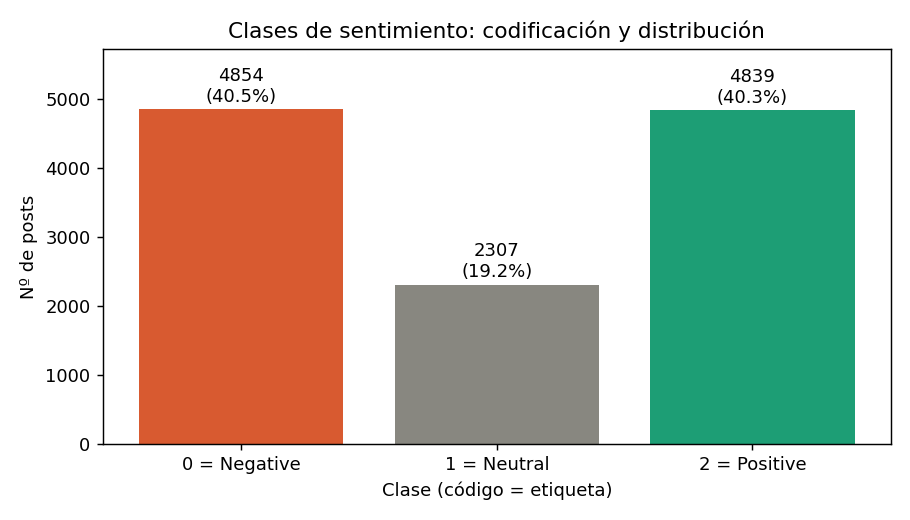 Clases de sentimiento: codificación y distribución
4854
(40.5%)
4839
(40.3%)
2307
(19.2%)
5000
4000
3000
2000
1000
0
Nº de posts
0 = Negative
1 = Neutral
2 = Positive
Clase (código = etiqueta)